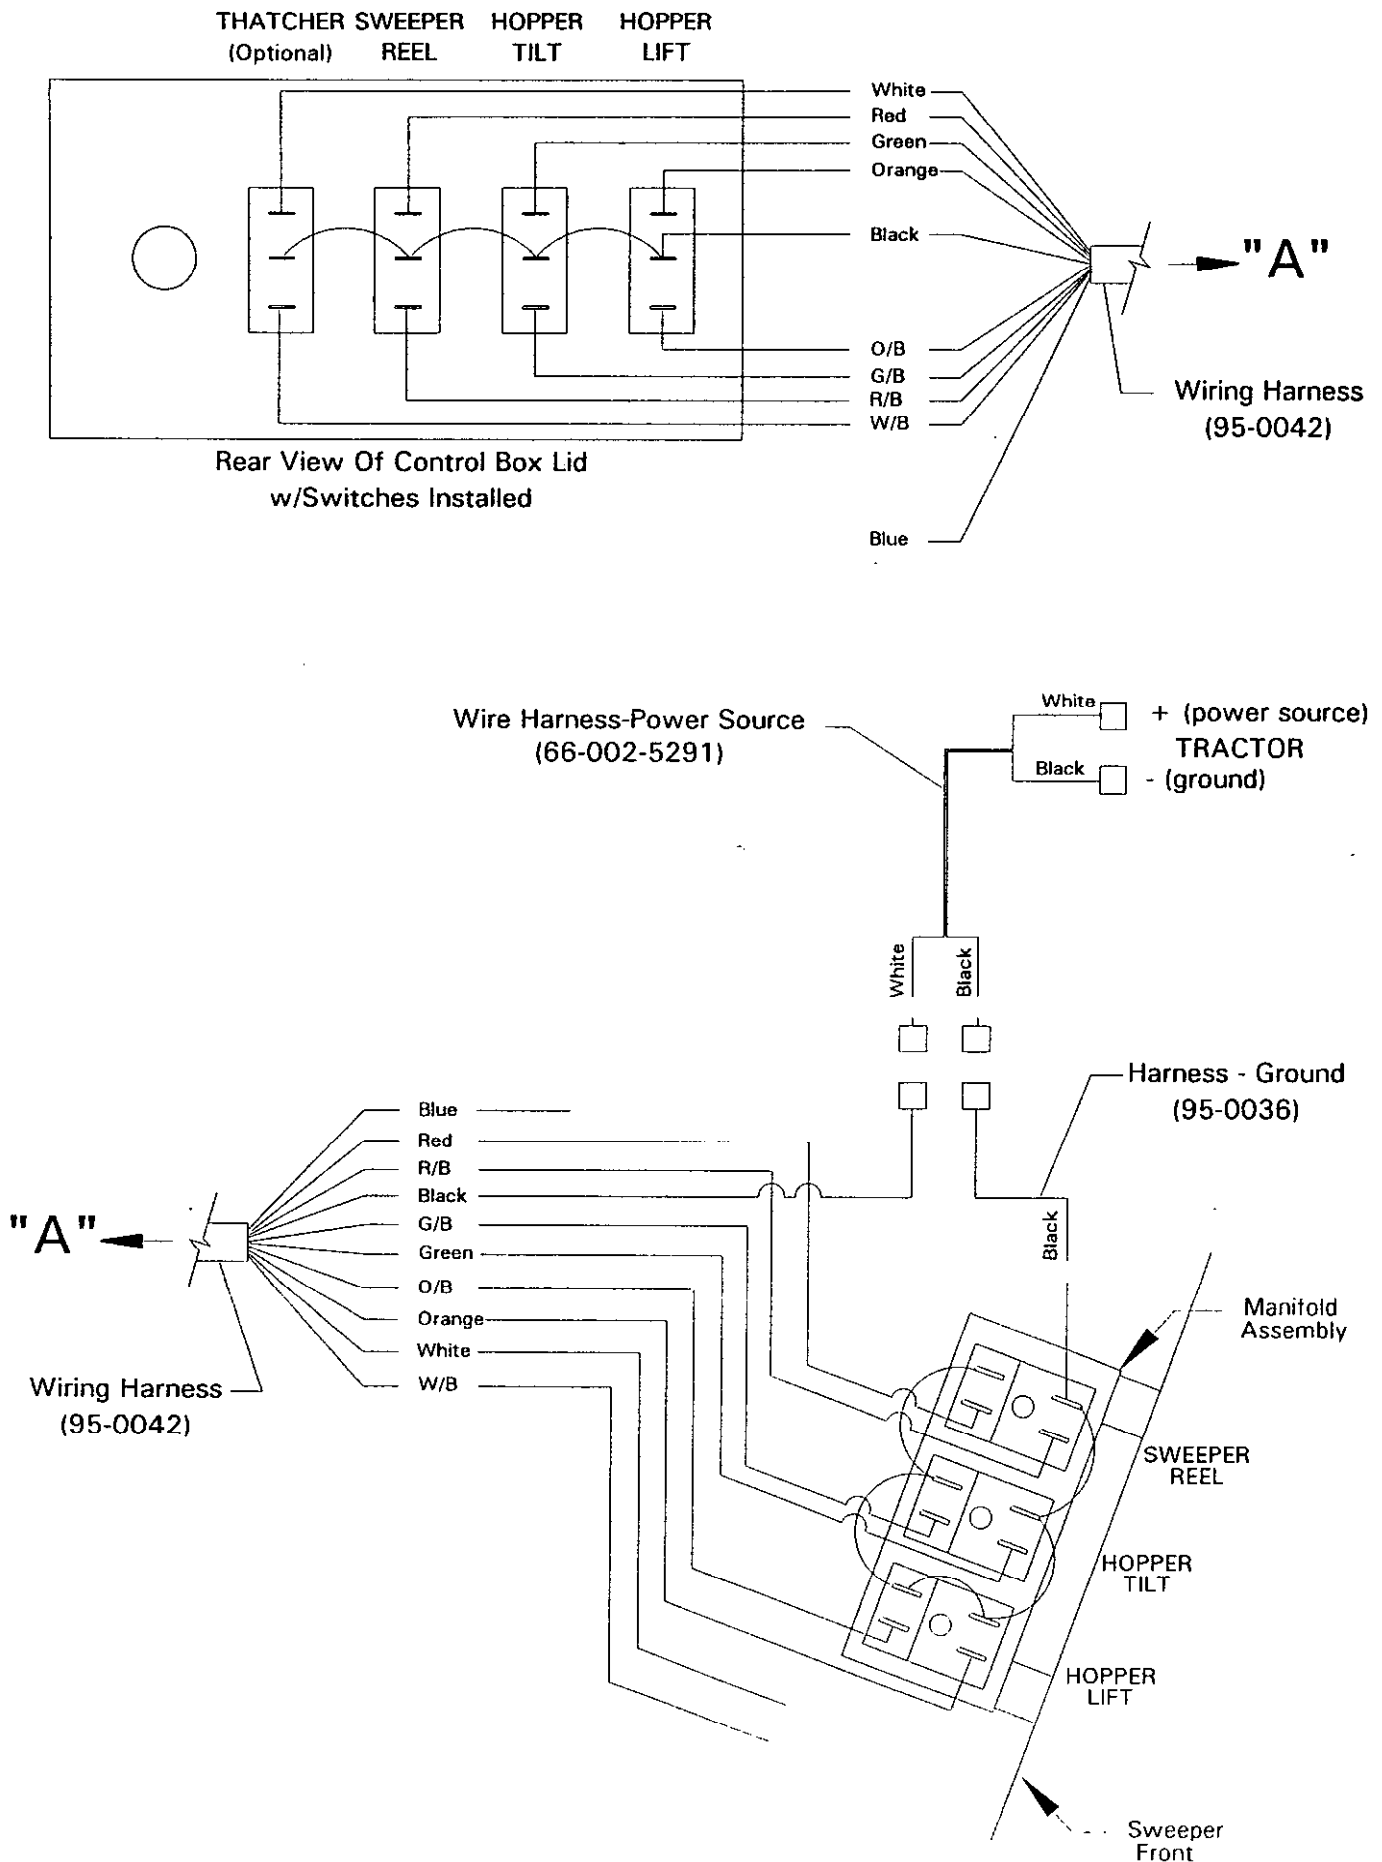 THATCHER SWEEPER HOPPER HOPPER
(Optional) REEL TILT LIFT
White
Red
Green
Orange
Black
"A"
O/B
G/B
R/B
W/B
Wiring Harness
(95-0042)
Rear View Of Control Box Lid
w/Switches Installed
Blue
Wire Harness-Power Source
(66-002-5291)
White
+ (power source)
TRACTOR
Black
- (ground)
White
Black
Harness - Ground
(95-0036)
Blue
Red
R/B
Black
G/B
Green
O/B
Orange
White
W/B
"A"
Wiring Harness
(95-0042)
Black
Manifold
Assembly
SWEEPER
REEL
HOPPER
TILT
HOPPER
LIFT
Sweeper
Front